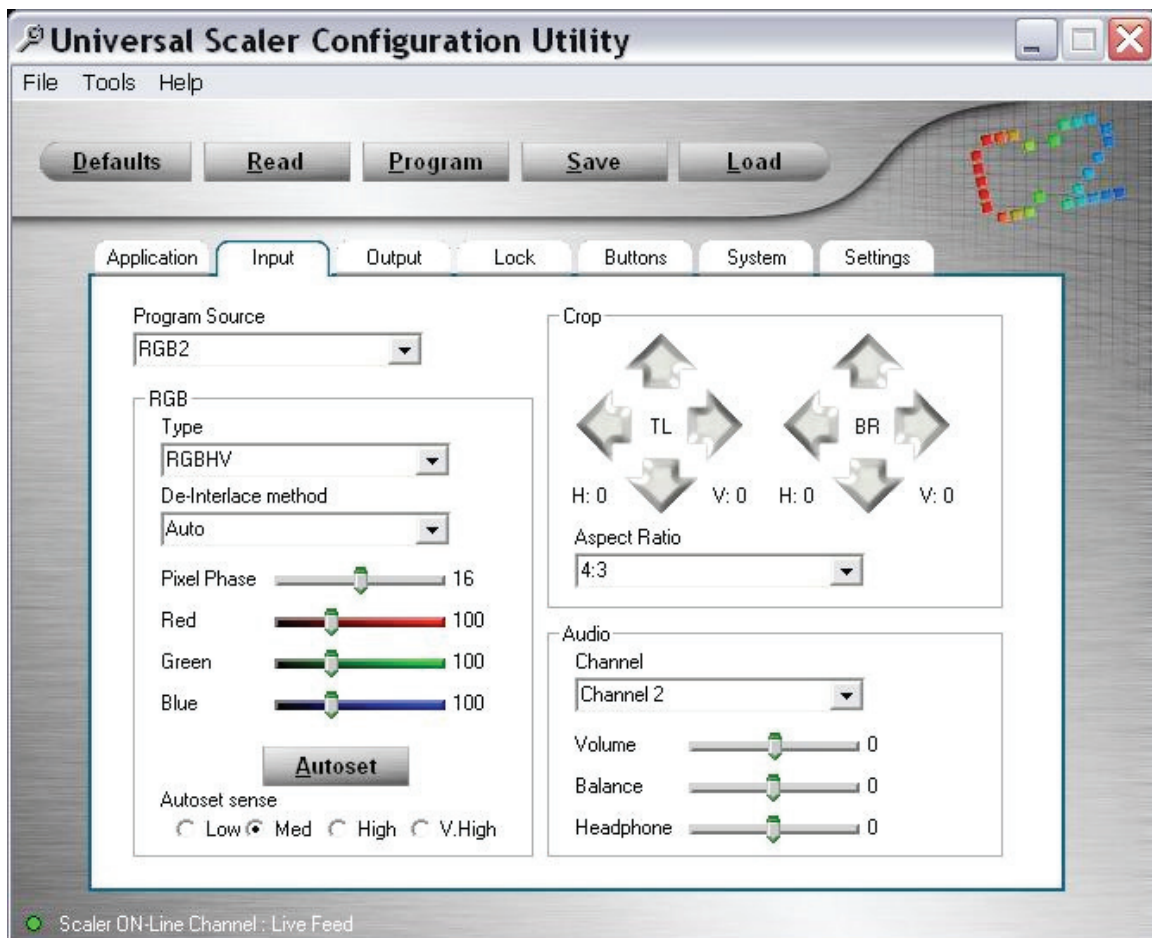 Universal Scaler Configuration Utility
File Tools Help
Defaults Read Program Save Load
C2
Application Input Output Lock Buttons System Settings
Program Source
RGB2
RGB
Type
RGBHV
De-Interlace method
Auto
Pixel Phase 16
Red 100
Green 100
Blue 100
Autoset
Autoset sense
Low Med High V.High
Crop
TL BR
H: 0 V: 0 H: 0 V: 0
Aspect Ratio
4:3
Audio
Channel
Channel 2
Volume 0
Balance 0
Headphone 0
Scaler ON-Line Channel : Live Feed